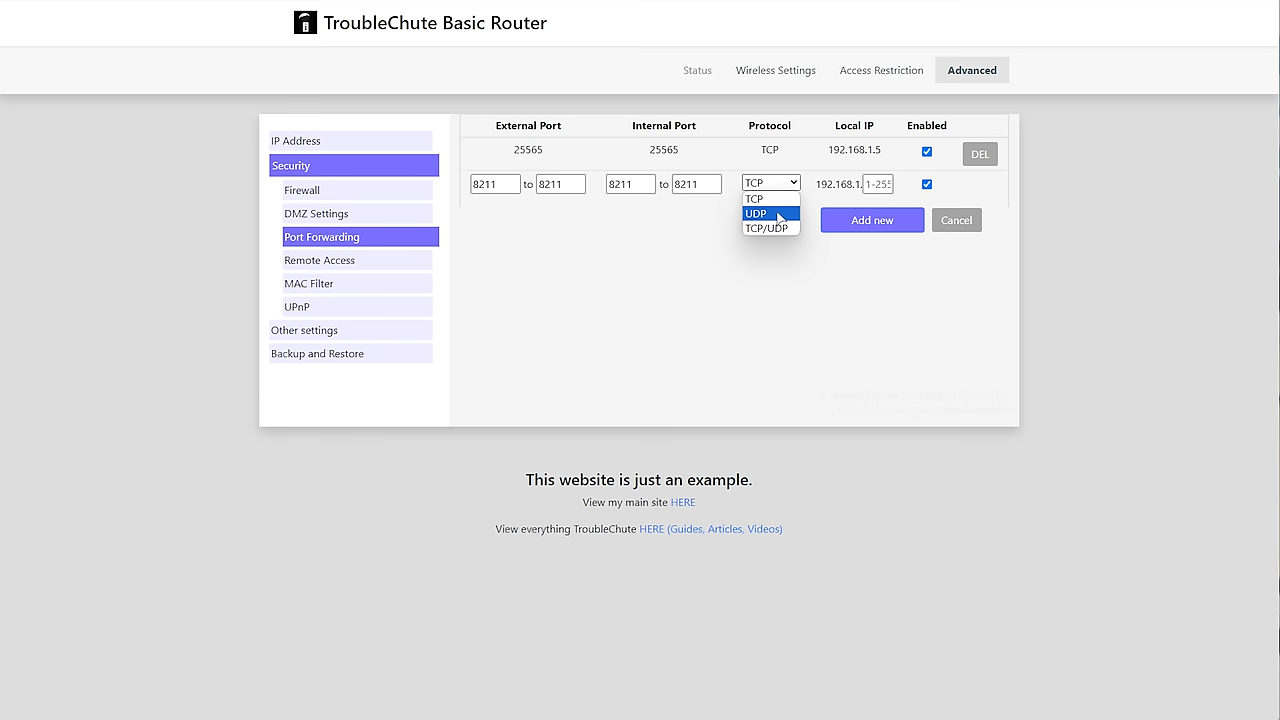 TroubleChute Basic Router
Status Wireless Settings Access Restriction Advanced
IP Address
Security
Firewall
DMZ Settings
Port Forwarding
Remote Access
MAC Filter
UPnP
Other settings
Backup and Restore
External Port Internal Port Protocol Local IP Enabled
25565 25565 TCP 192.168.1.5 DEL
8211 to 8211 8211 to 8211 TCP 192.168.1. 1-255
TCP
UDP
TCP/UDP
Add new Cancel
This website is just an example.
View my main site HERE
View everything TroubleChute HERE (Guides, Articles, Videos)